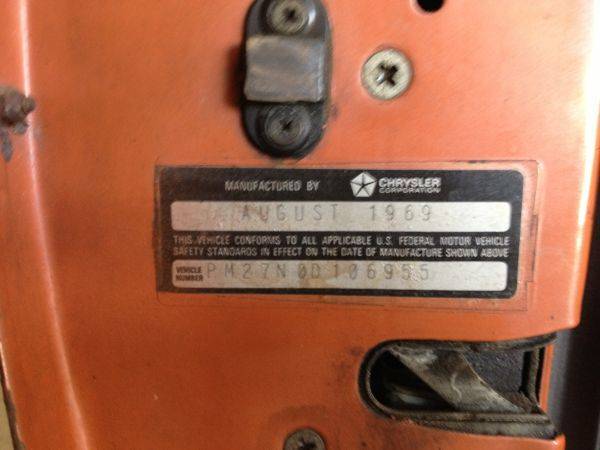 MANUFACTURED BY CHRYSLER CORPORATION
AUGUST 1969
THIS VEHICLE CONFORMS TO ALL APPLICABLE U.S. FEDERAL MOTOR VEHICLE
SAFETY STANDARDS IN EFFECT ON THE DATE OF MANUFACTURE SHOWN ABOVE
VEHICLE NUMBER PM27N0D106955